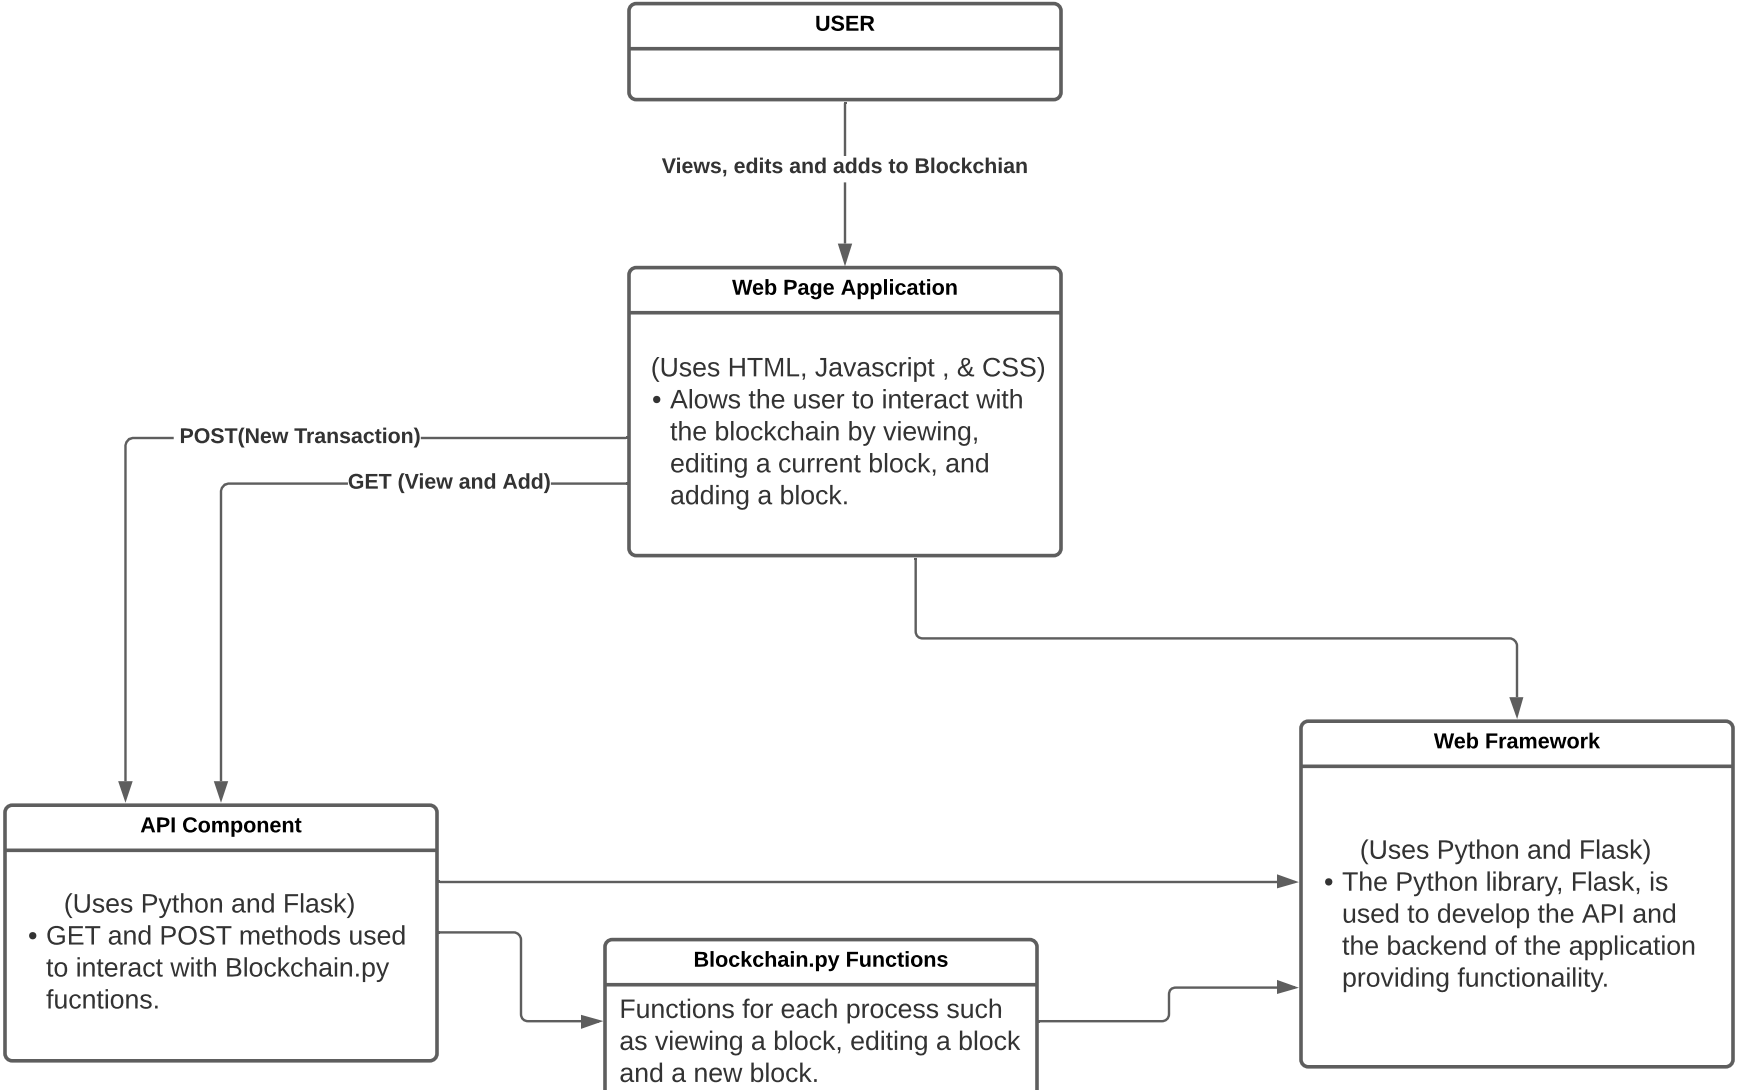 USER
Views, edits and adds to Blockchian
Web Page Application
(Uses HTML, Javascript , & CSS)
• Alows the user to interact with
the blockchain by viewing,
editing a current block, and
adding a block.
POST(New Transaction)
GET (View and Add)
Web Framework
(Uses Python and Flask)
• The Python library, Flask, is
used to develop the API and
the backend of the application
providing functionaility.
API Component
(Uses Python and Flask)
• GET and POST methods used
to interact with Blockchain.py
fucntions.
Blockchain.py Functions
Functions for each process such
as viewing a block, editing a block
and a new block.